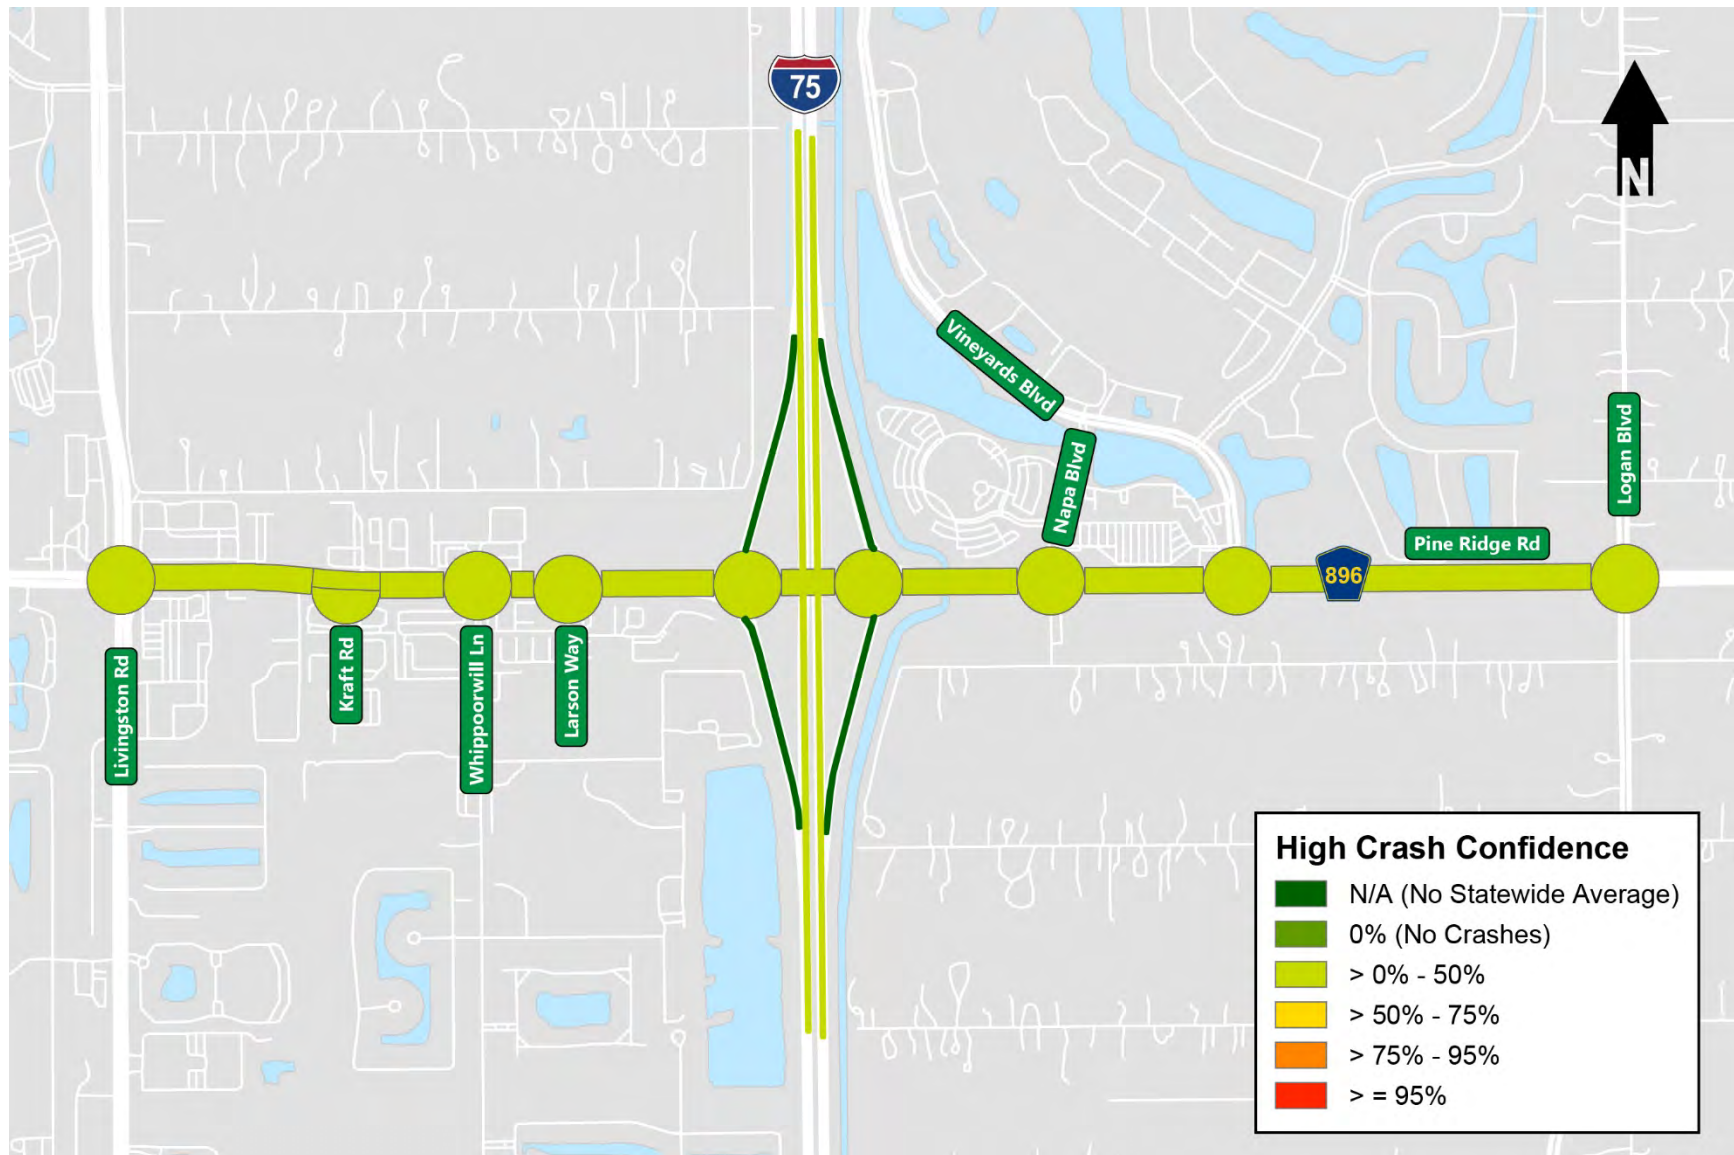 75
N
Vineyards Blvd
Napa Blvd
Logan Blvd
Pine Ridge Rd
896
Livingston Rd
Kraft Rd
Whippoorwill Ln
Larson Way
High Crash Confidence
N/A (No Statewide Average)
0% (No Crashes)
> 0% - 50%
> 50% - 75%
> 75% - 95%
> = 95%